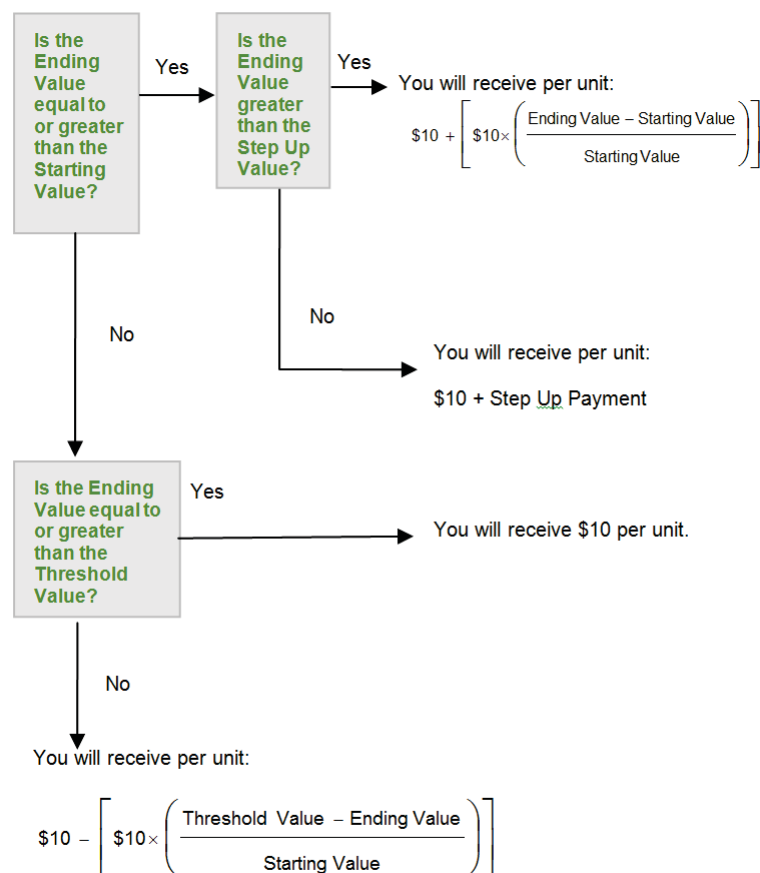 Is the
Ending
Value
equal to
or greater
than the
Starting
Value?
Yes
Is the
Ending
Value
greater
than the
Step Up
Value?
Yes
You will receive per unit:
$10 + [ $10× ( Ending Value – Starting Value
Starting Value ) ]
No
You will receive per unit:
$10 + Step Up Payment
No
Is the Ending
Value equal to
or greater
than the
Threshold
Value?
Yes
You will receive $10 per unit.
No
You will receive per unit:
$10 – [ $10× ( Threshold Value – Ending Value
Starting Value ) ]